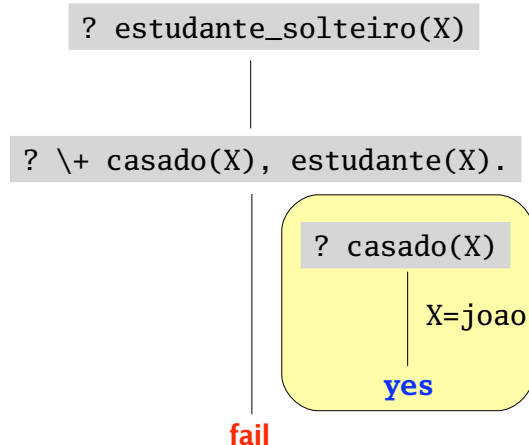 ? estudante_solteiro(X)
? \+ casado(X), estudante(X).
? casado(X)
X=joao
yes
fail